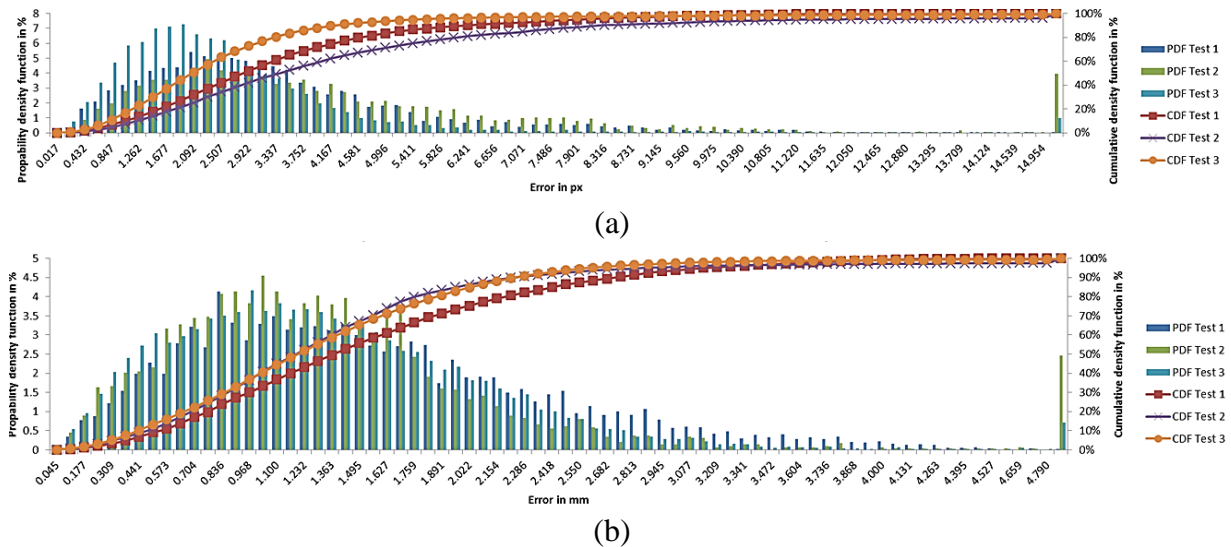 Propability density function in %
8
7
6
5
4
3
2
1
0
0.017 0.432 0.847 1.262 1.677 2.092 2.507 2.922 3.337 3.752 4.167 4.581 4.996 5.411 5.826 6.241 6.656 7.071 7.486 7.901 8.316 8.731 9.145 9.560 9.975 10.390 10.805 11.220 11.635 12.050 12.465 12.880 13.295 13.709 14.124 14.539 14.954
Error in px
100%
80%
60%
40%
20%
0%
Cumulative density function in %
PDF Test 1
PDF Test 2
PDF Test 3
CDF Test 1
CDF Test 2
CDF Test 3
(a)
Propability density function in %
5
4.5
4
3.5
3
2.5
2
1.5
1
0.5
0
0.045 0.177 0.309 0.441 0.573 0.704 0.836 0.968 1.100 1.232 1.363 1.495 1.627 1.759 1.891 2.022 2.154 2.286 2.418 2.550 2.682 2.813 2.945 3.077 3.209 3.341 3.472 3.604 3.736 3.868 4.000 4.131 4.263 4.395 4.527 4.659 4.790
Error in mm
100%
90%
80%
70%
60%
50%
40%
30%
20%
10%
0%
Cumulative density function in %
PDF Test 1
PDF Test 2
PDF Test 3
CDF Test 1
CDF Test 2
CDF Test 3
(b)